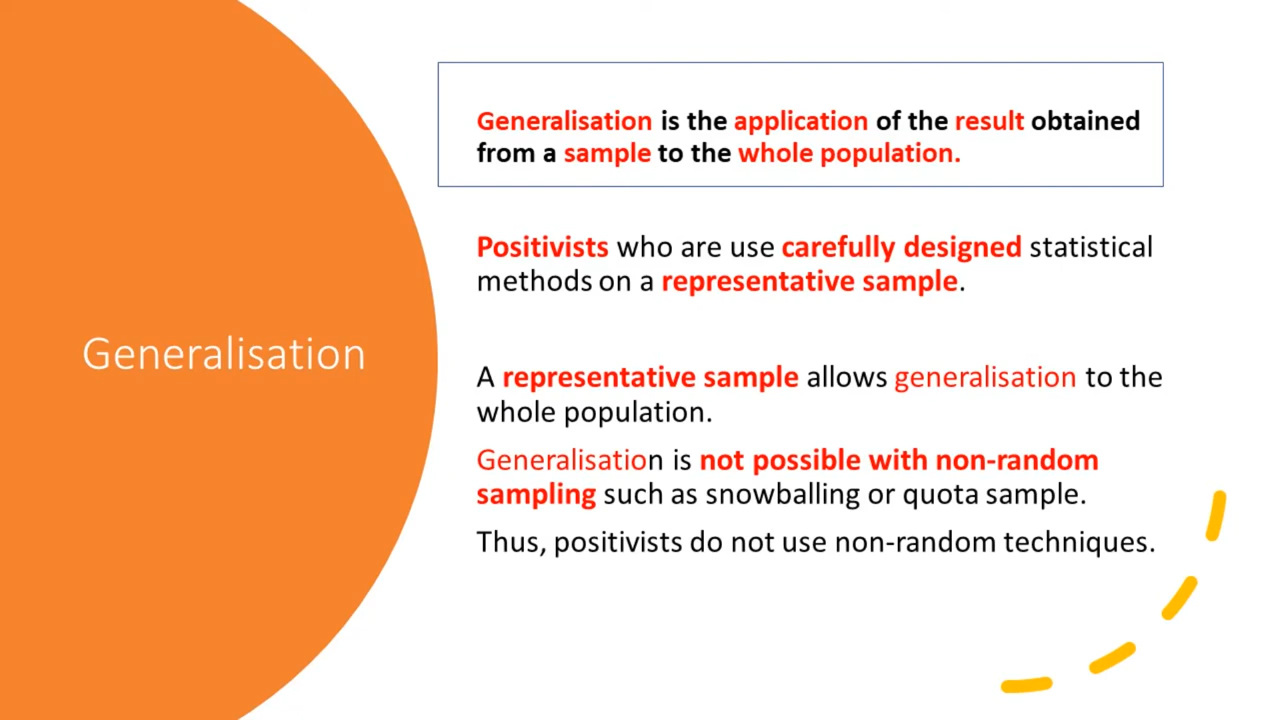 Generalisation
Generalisation is the application of the result obtained
from a sample to the whole population.
Positivists who are use carefully designed statistical
methods on a representative sample.
A representative sample allows generalisation to the
whole population.
Generalisation is not possible with non-random
sampling such as snowballing or quota sample.
Thus, positivists do not use non-random techniques.